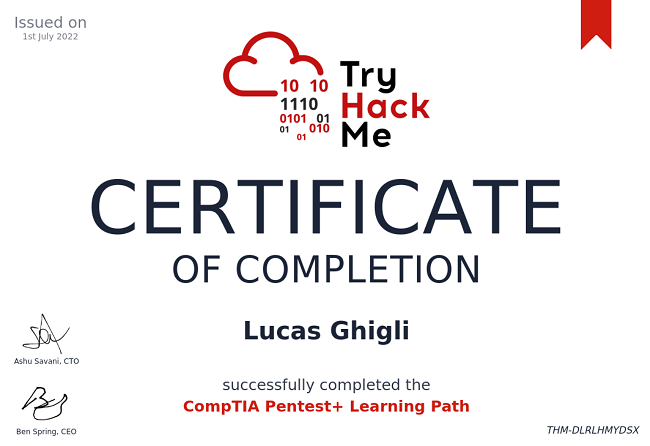 Issued on
1st July 2022
10 10
1110
0101 01
01 010
01
Try
Hack
Me
CERTIFICATE
OF COMPLETION
Lucas Ghigli
successfully completed the
CompTIA Pentest+ Learning Path
Ashu Savani, CTO
Ben Spring, CEO
THM-DLRLHMYDSX